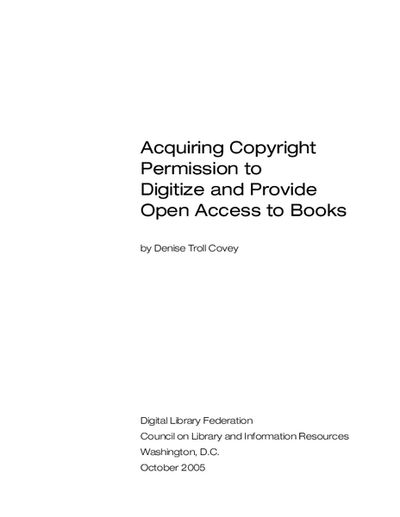 Acquiring Copyright
Permission to
Digitize and Provide
Open Access to Books
by Denise Troll Covey
Digital Library Federation
Council on Library and Information Resources
Washington, D.C.
October 2005